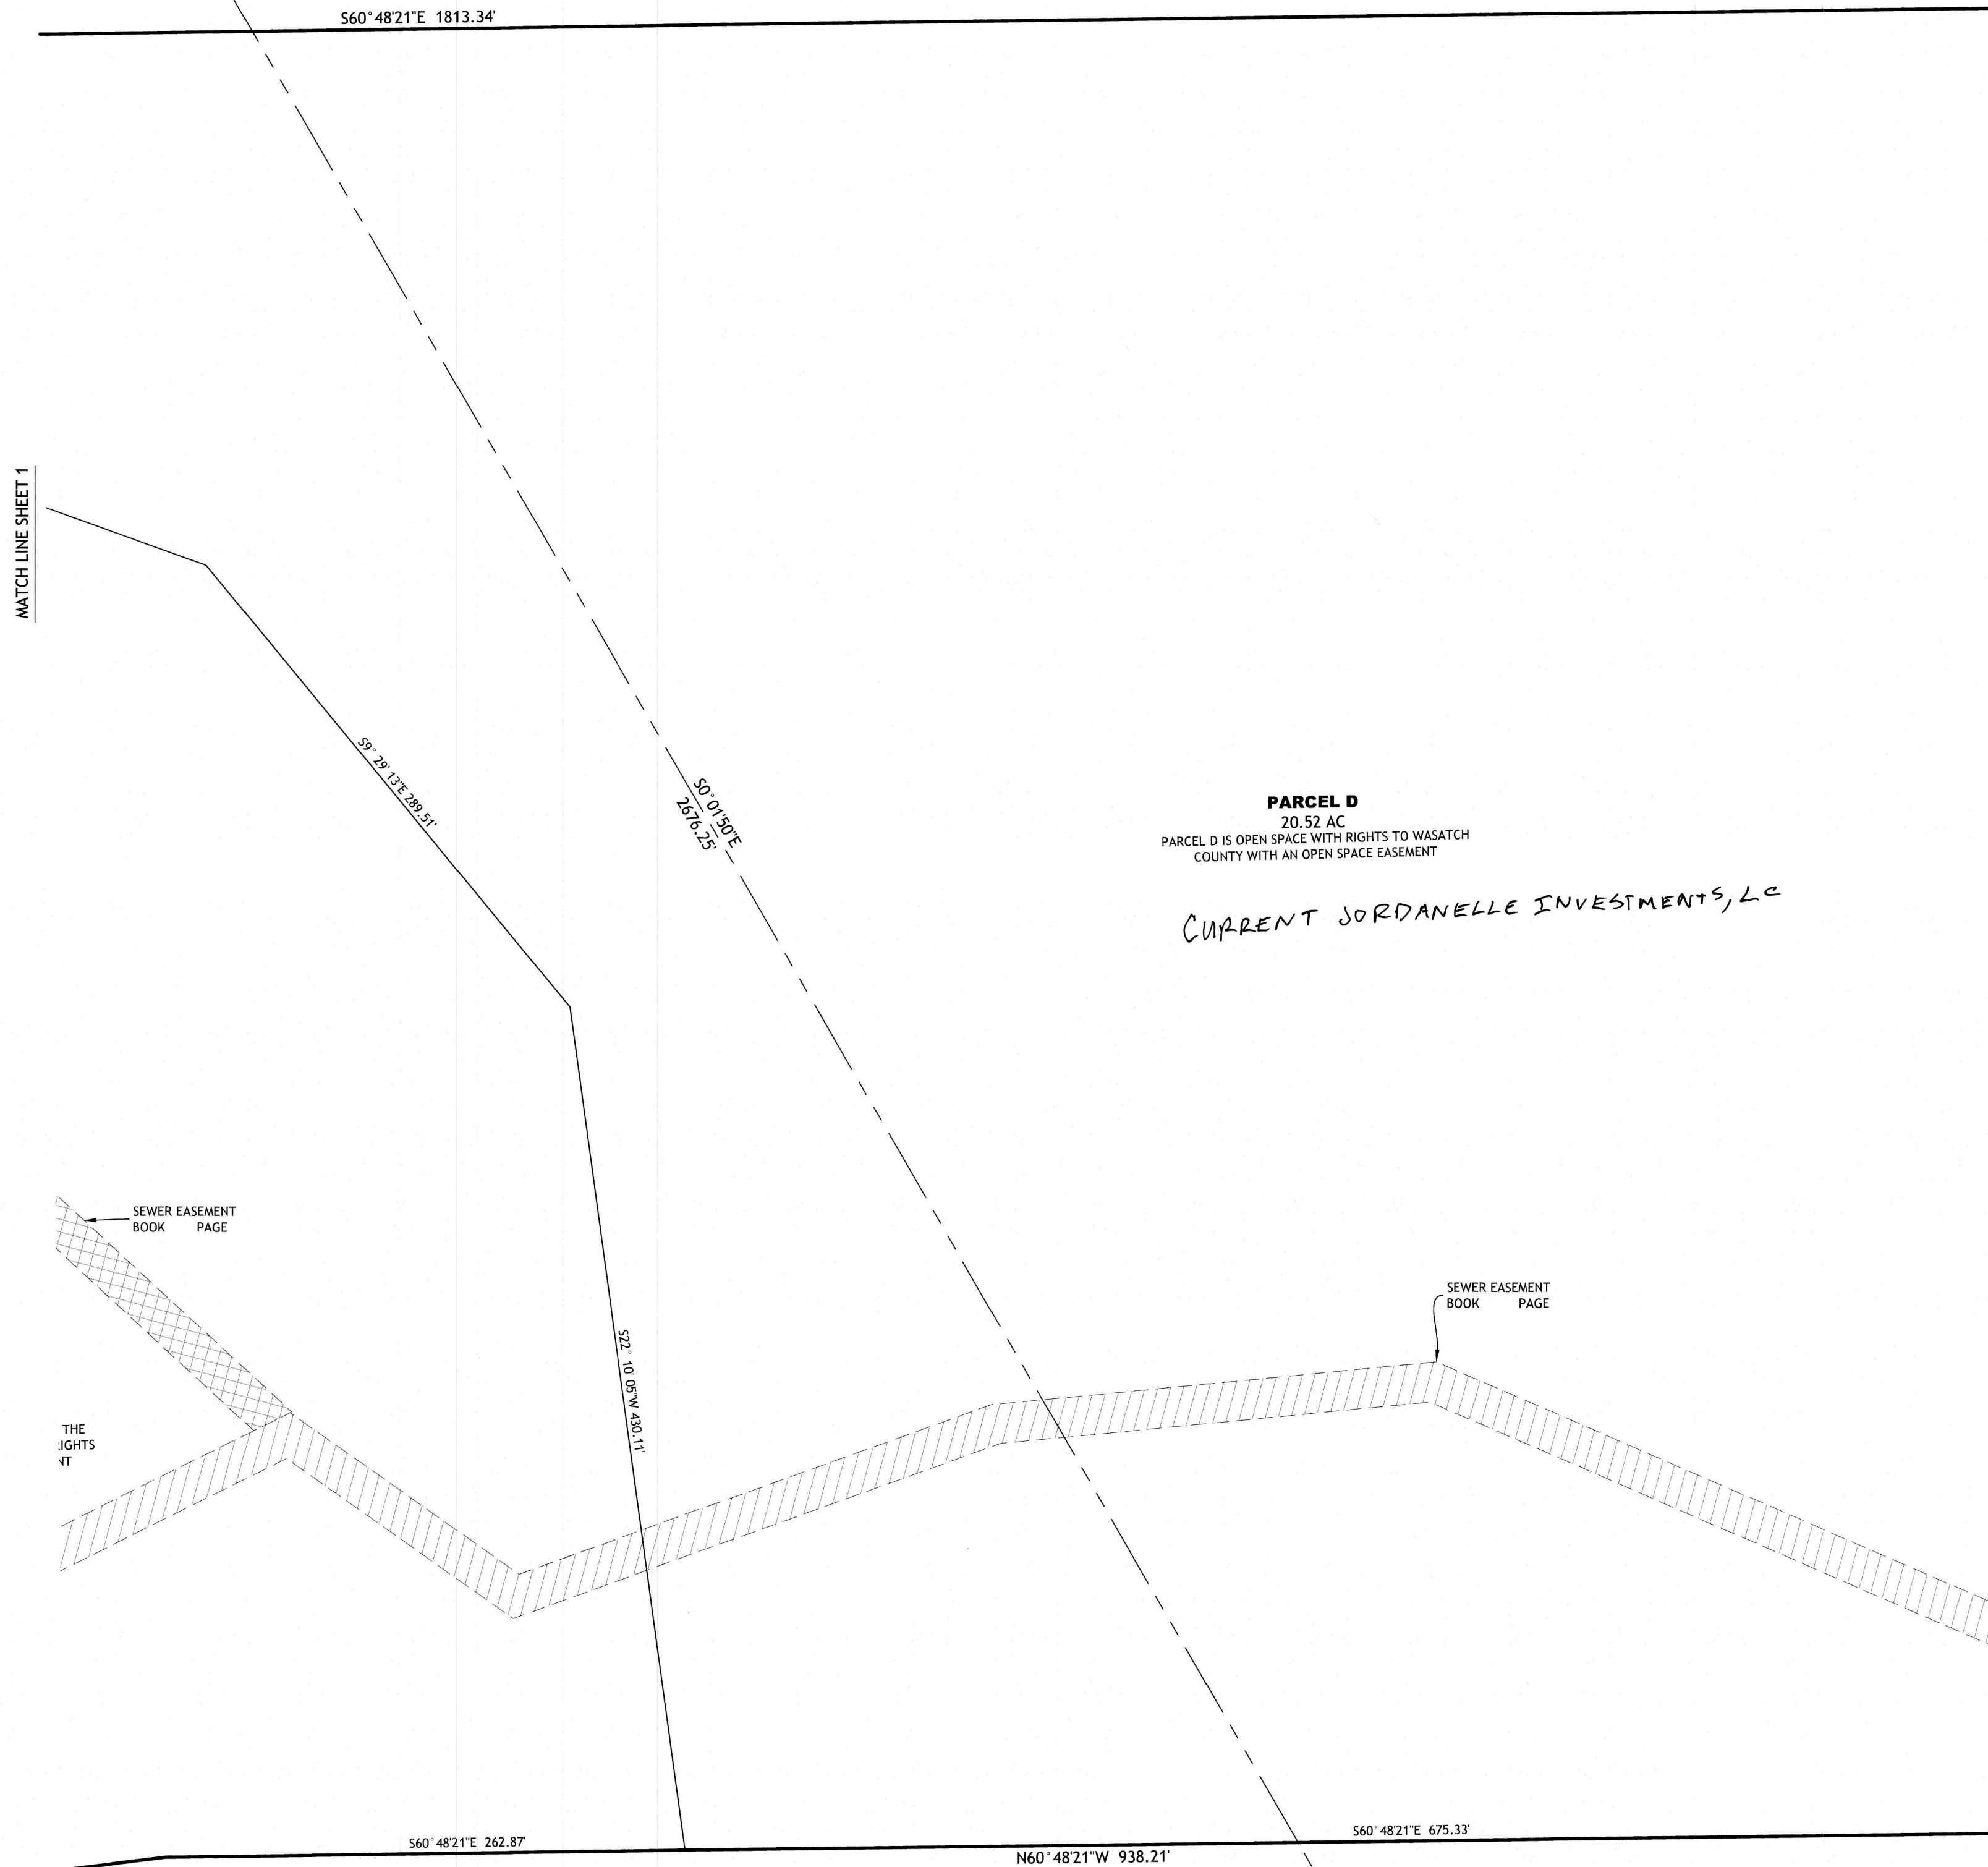 S60°48'21"E 1813.34'
MATCH LINE SHEET 1
S9° 29' 13"E 289.51'
S0°01'50"E
2676.25'
PARCEL D
20.52 AC
PARCEL D IS OPEN SPACE WITH RIGHTS TO WASATCH
COUNTY WITH AN OPEN SPACE EASEMENT
CURRENT JORDANELLE INVESTMENTS, LC
SEWER EASEMENT
BOOK PAGE
SEWER EASEMENT
BOOK PAGE
S22° 10' 05"W 430.11'
THE
IGHTS
NT
S60°48'21"E 262.87'
S60°48'21"E 675.33'
N60°48'21"W 938.21'